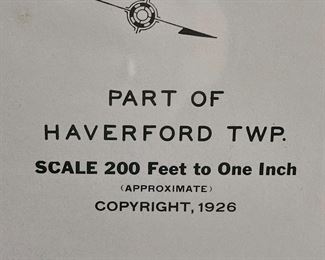 PART OF
HAVERFORD TWP.
SCALE 200 Feet to One Inch
(APPROXIMATE)
COPYRIGHT, 1926